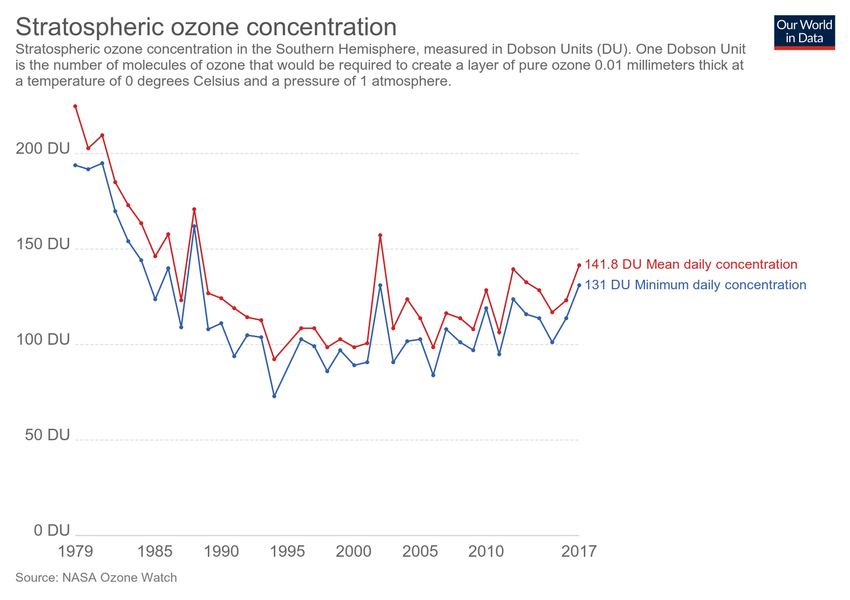 Stratospheric ozone concentration
Our World
in Data
Stratospheric ozone concentration in the Southern Hemisphere, measured in Dobson Units (DU). One Dobson Unit
is the number of molecules of ozone that would be required to create a layer of pure ozone 0.01 millimeters thick at
a temperature of 0 degrees Celsius and a pressure of 1 atmosphere.
200 DU
150 DU
141.8 DU Mean daily concentration
131 DU Minimum daily concentration
100 DU
50 DU
0 DU
1979 1985 1990 1995 2000 2005 2010 2017
Source: NASA Ozone Watch